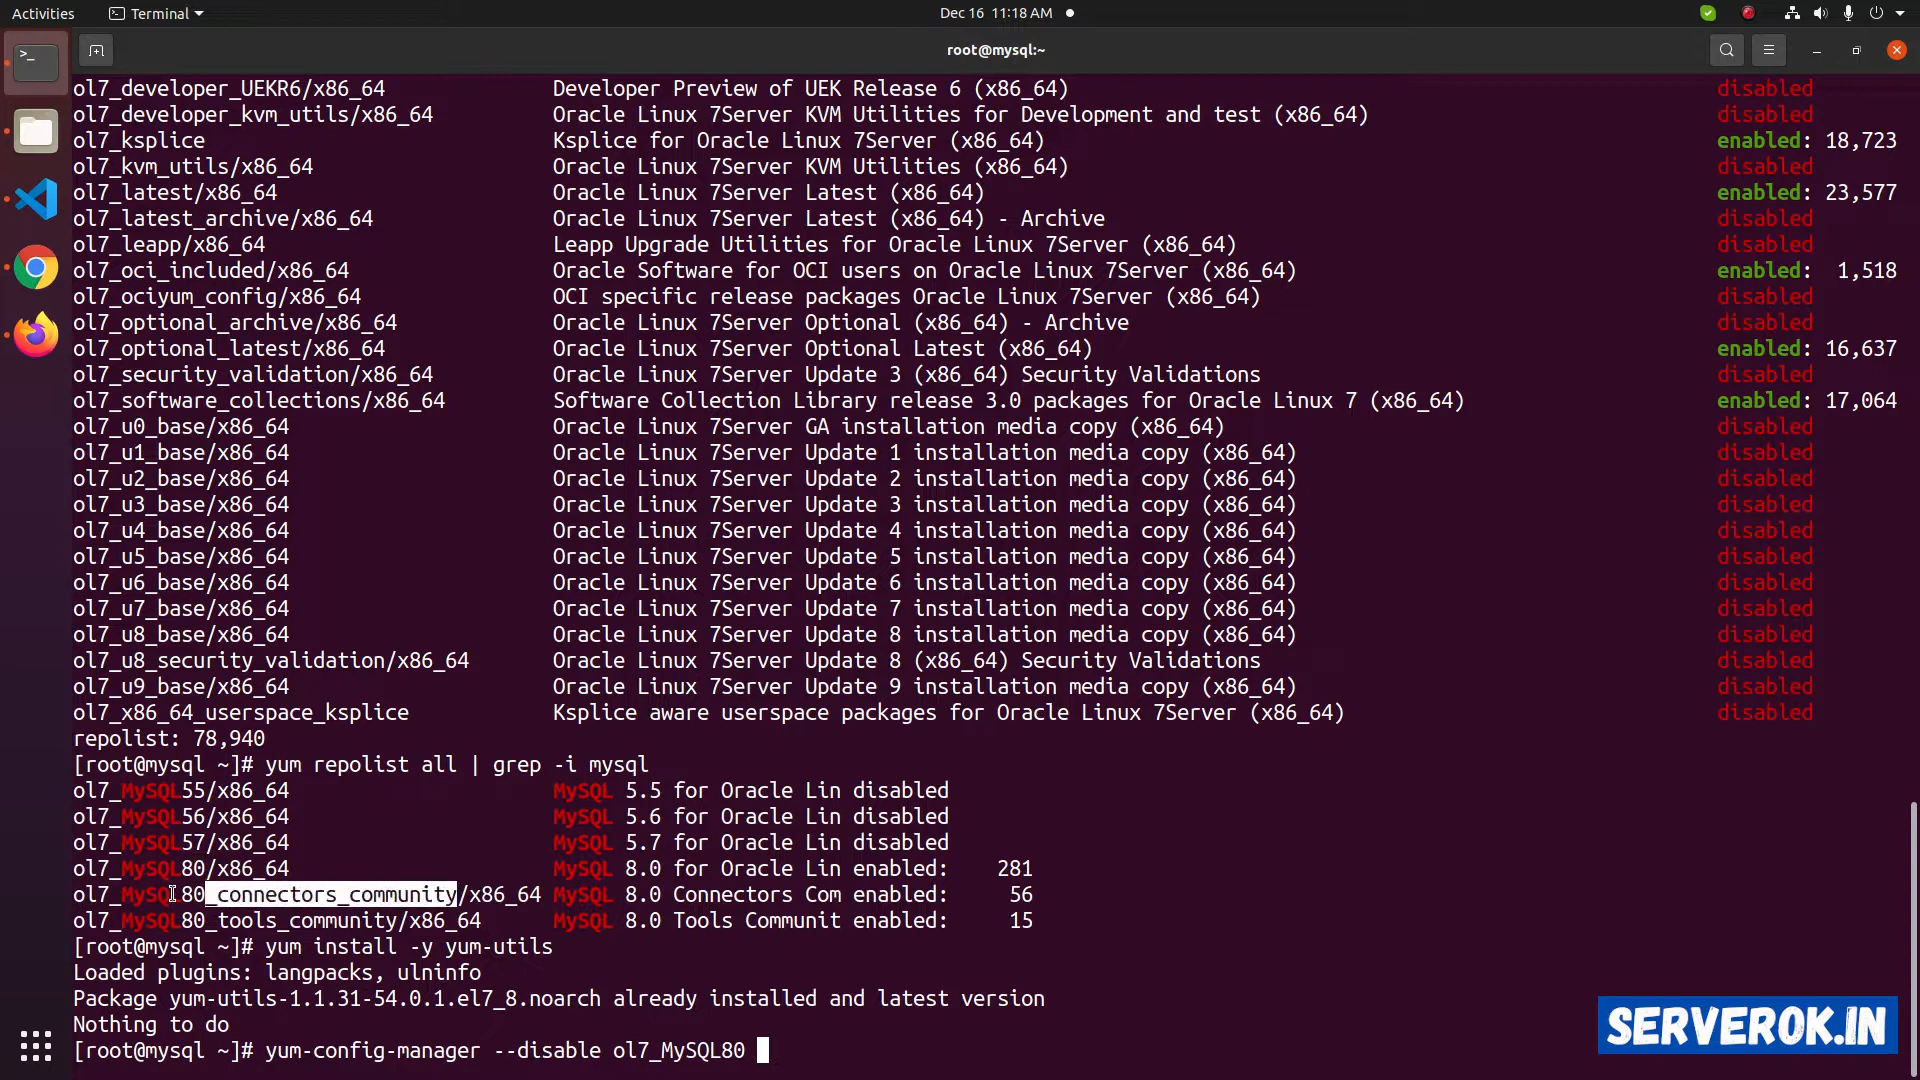 Activities Terminal Dec 16 11:18 AM
root@mysql:~
ol7_developer_UEKR6/x86_64 Developer Preview of UEK Release 6 (x86_64) disabled
ol7_developer_kvm_utils/x86_64 Oracle Linux 7Server KVM Utilities for Development and test (x86_64) disabled
ol7_ksplice Ksplice for Oracle Linux 7Server (x86_64) enabled: 18,723
ol7_kvm_utils/x86_64 Oracle Linux 7Server KVM Utilities (x86_64) disabled
ol7_latest/x86_64 Oracle Linux 7Server Latest (x86_64) enabled: 23,577
ol7_latest_archive/x86_64 Oracle Linux 7Server Latest (x86_64) - Archive disabled
ol7_leapp/x86_64 Leapp Upgrade Utilities for Oracle Linux 7Server (x86_64) disabled
ol7_oci_included/x86_64 Oracle Software for OCI users on Oracle Linux 7Server (x86_64) enabled: 1,518
ol7_ociyum_config/x86_64 OCI specific release packages Oracle Linux 7Server (x86_64) disabled
ol7_optional_archive/x86_64 Oracle Linux 7Server Optional (x86_64) - Archive disabled
ol7_optional_latest/x86_64 Oracle Linux 7Server Optional Latest (x86_64) enabled: 16,637
ol7_security_validation/x86_64 Oracle Linux 7Server Update 3 (x86_64) Security Validations disabled
ol7_software_collections/x86_64 Software Collection Library release 3.0 packages for Oracle Linux 7 (x86_64) enabled: 17,064
ol7_u0_base/x86_64 Oracle Linux 7Server GA installation media copy (x86_64) disabled
ol7_u1_base/x86_64 Oracle Linux 7Server Update 1 installation media copy (x86_64) disabled
ol7_u2_base/x86_64 Oracle Linux 7Server Update 2 installation media copy (x86_64) disabled
ol7_u3_base/x86_64 Oracle Linux 7Server Update 3 installation media copy (x86_64) disabled
ol7_u4_base/x86_64 Oracle Linux 7Server Update 4 installation media copy (x86_64) disabled
ol7_u5_base/x86_64 Oracle Linux 7Server Update 5 installation media copy (x86_64) disabled
ol7_u6_base/x86_64 Oracle Linux 7Server Update 6 installation media copy (x86_64) disabled
ol7_u7_base/x86_64 Oracle Linux 7Server Update 7 installation media copy (x86_64) disabled
ol7_u8_base/x86_64 Oracle Linux 7Server Update 8 installation media copy (x86_64) disabled
ol7_u8_security_validation/x86_64 Oracle Linux 7Server Update 8 (x86_64) Security Validations disabled
ol7_u9_base/x86_64 Oracle Linux 7Server Update 9 installation media copy (x86_64) disabled
ol7_x86_64_userspace_ksplice Ksplice aware userspace packages for Oracle Linux 7Server (x86_64) disabled
repolist: 78,940
[root@mysql ~]# yum repolist all | grep -i mysql
ol7_MySQL55/x86_64 MySQL 5.5 for Oracle Lin disabled
ol7_MySQL56/x86_64 MySQL 5.6 for Oracle Lin disabled
ol7_MySQL57/x86_64 MySQL 5.7 for Oracle Lin disabled
ol7_MySQL80/x86_64 MySQL 8.0 for Oracle Lin enabled: 281
ol7_MySQL80_connectors_community/x86_64 MySQL 8.0 Connectors Com enabled: 56
ol7_MySQL80_tools_community/x86_64 MySQL 8.0 Tools Communit enabled: 15
[root@mysql ~]# yum install -y yum-utils
Loaded plugins: langpacks, ulninfo
Package yum-utils-1.1.31-54.0.1.el7_8.noarch already installed and latest version
Nothing to do
[root@mysql ~]# yum-config-manager --disable ol7_MySQL80
SERVEROK.IN